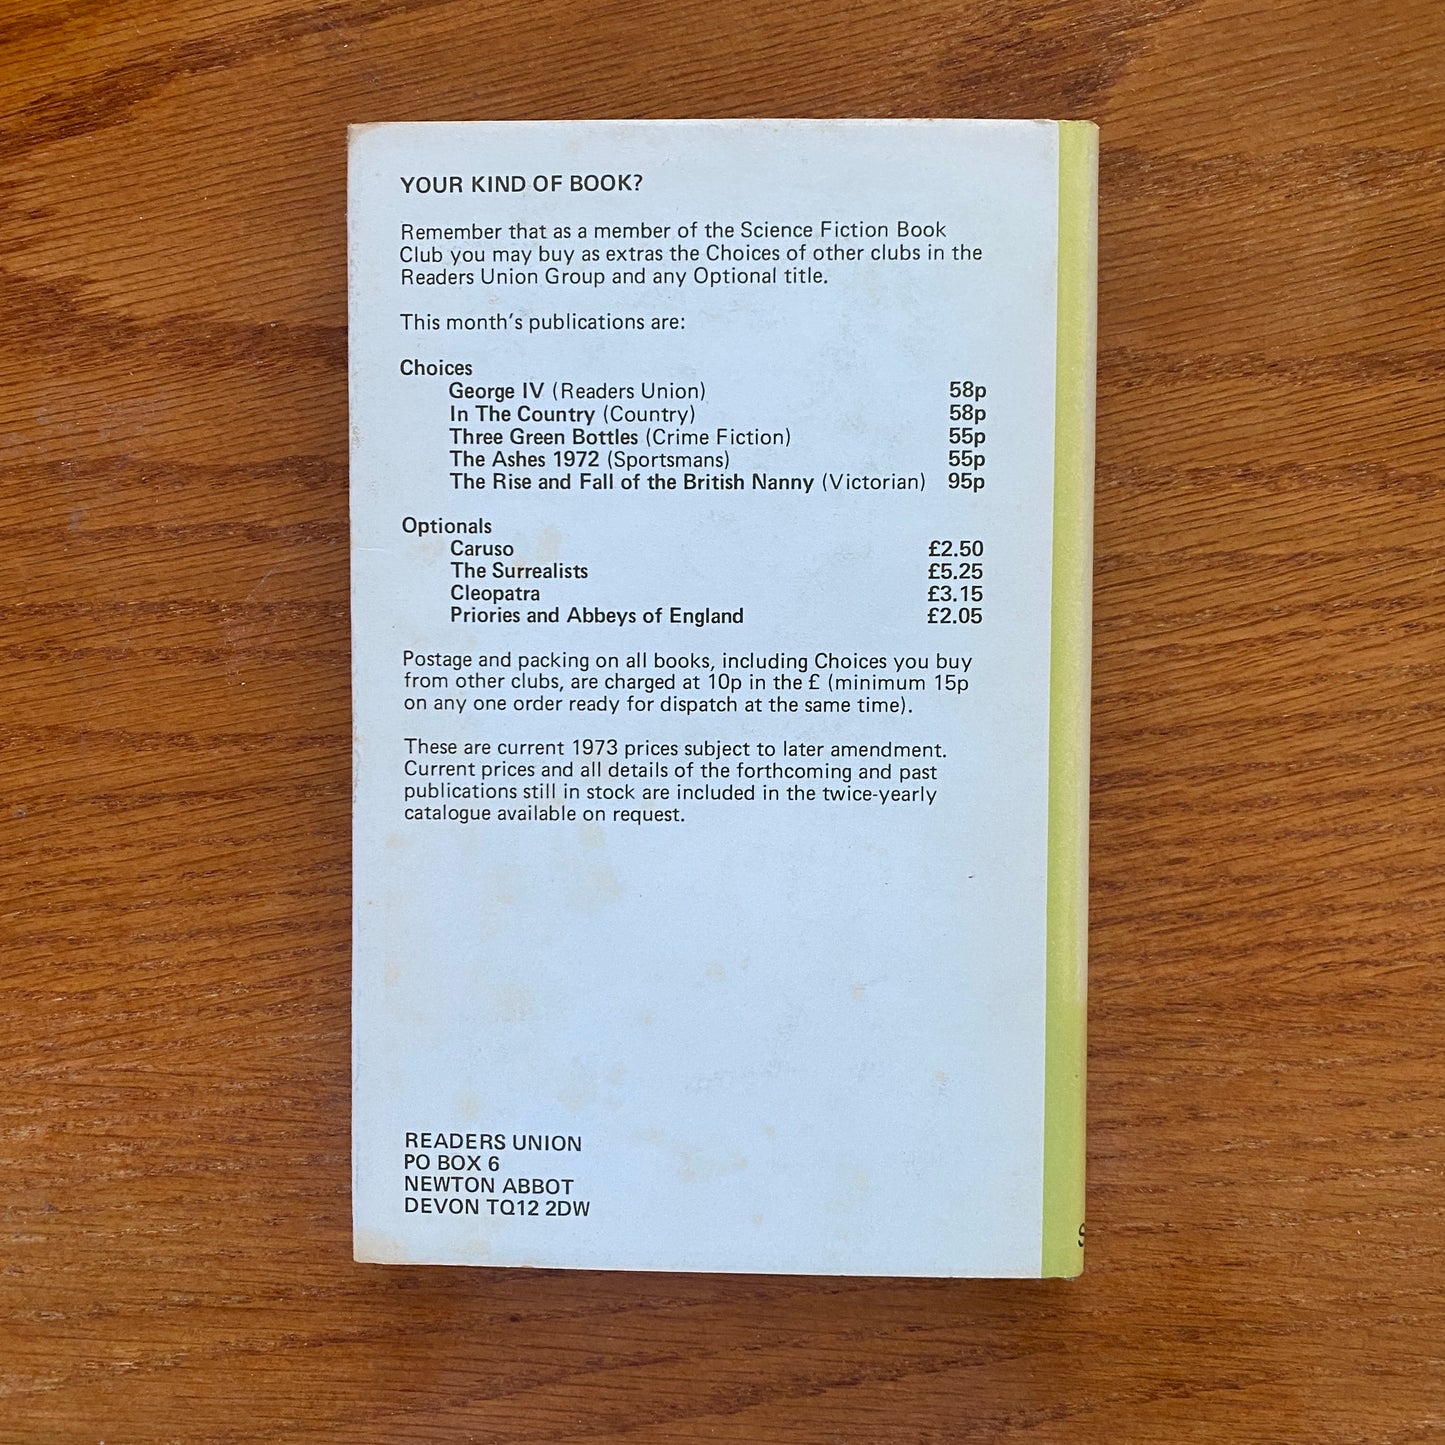 YOUR KIND OF BOOK?
Remember that as a member of the Science Fiction Book
Club you may buy as extras the Choices of other clubs in the
Readers Union Group and any Optional title.
This month's publications are:
Choices
George IV (Readers Union) 58p
In The Country (Country) 58p
Three Green Bottles (Crime Fiction) 55p
The Ashes 1972 (Sportsmans) 55p
The Rise and Fall of the British Nanny (Victorian) 95p
Optionals
Caruso £2.50
The Surrealists £5.25
Cleopatra £3.15
Priories and Abbeys of England £2.05
Postage and packing on all books, including Choices you buy
from other clubs, are charged at 10p in the £ (minimum 15p
on any one order ready for dispatch at the same time).
These are current 1973 prices subject to later amendment.
Current prices and all details of the forthcoming and past
publications still in stock are included in the twice-yearly
catalogue available on request.
READERS UNION
PO BOX 6
NEWTON ABBOT
DEVON TQ12 2DW